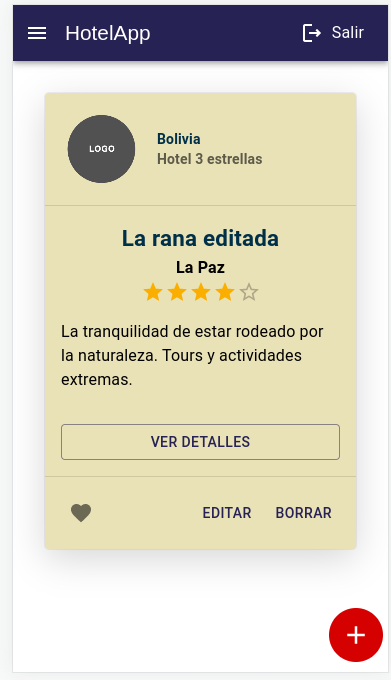 HotelApp
Salir
LOGO
Bolivia
Hotel 3 estrellas
La rana editada
La Paz
La tranquilidad de estar rodeado por
la naturaleza. Tours y actividades
extremas.
VER DETALLES
EDITAR
BORRAR